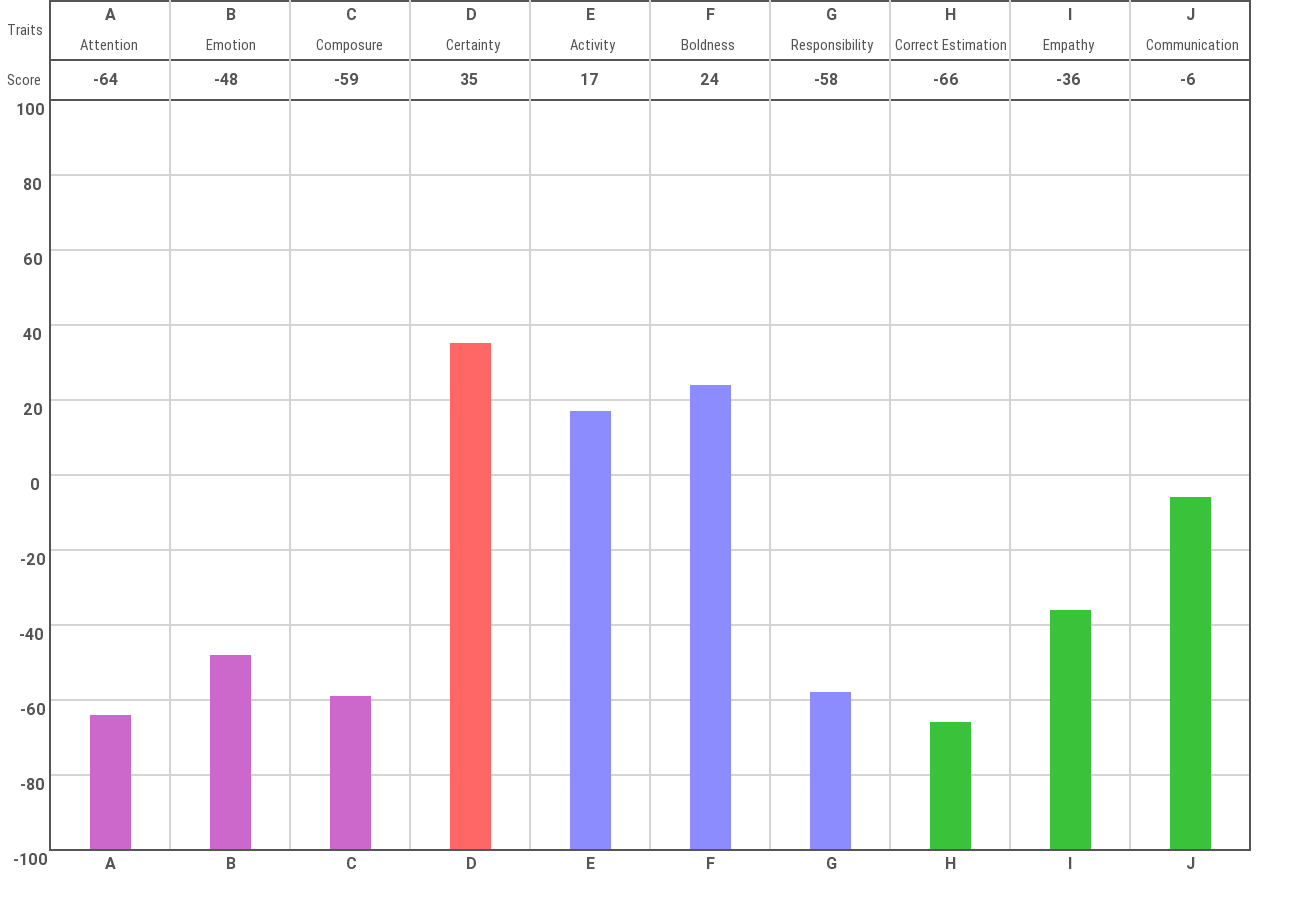 Traits A B C D E F G H I J
Attention Emotion Composure Certainty Activity Boldness Responsibility Correct Estimation Empathy Communication
Score -64 -48 -59 35 17 24 -58 -66 -36 -6
100
80
60
40
20
0
-20
-40
-60
-80
-100
A B C D E F G H I J